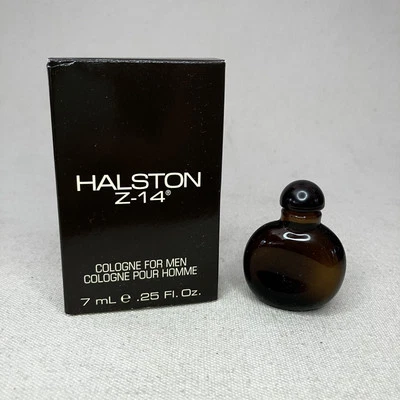 HALSTON
Z-14®
COLOGNE FOR MEN
COLOGNE POUR HOMME
7 mL ℮ .25 Fl. Oz.